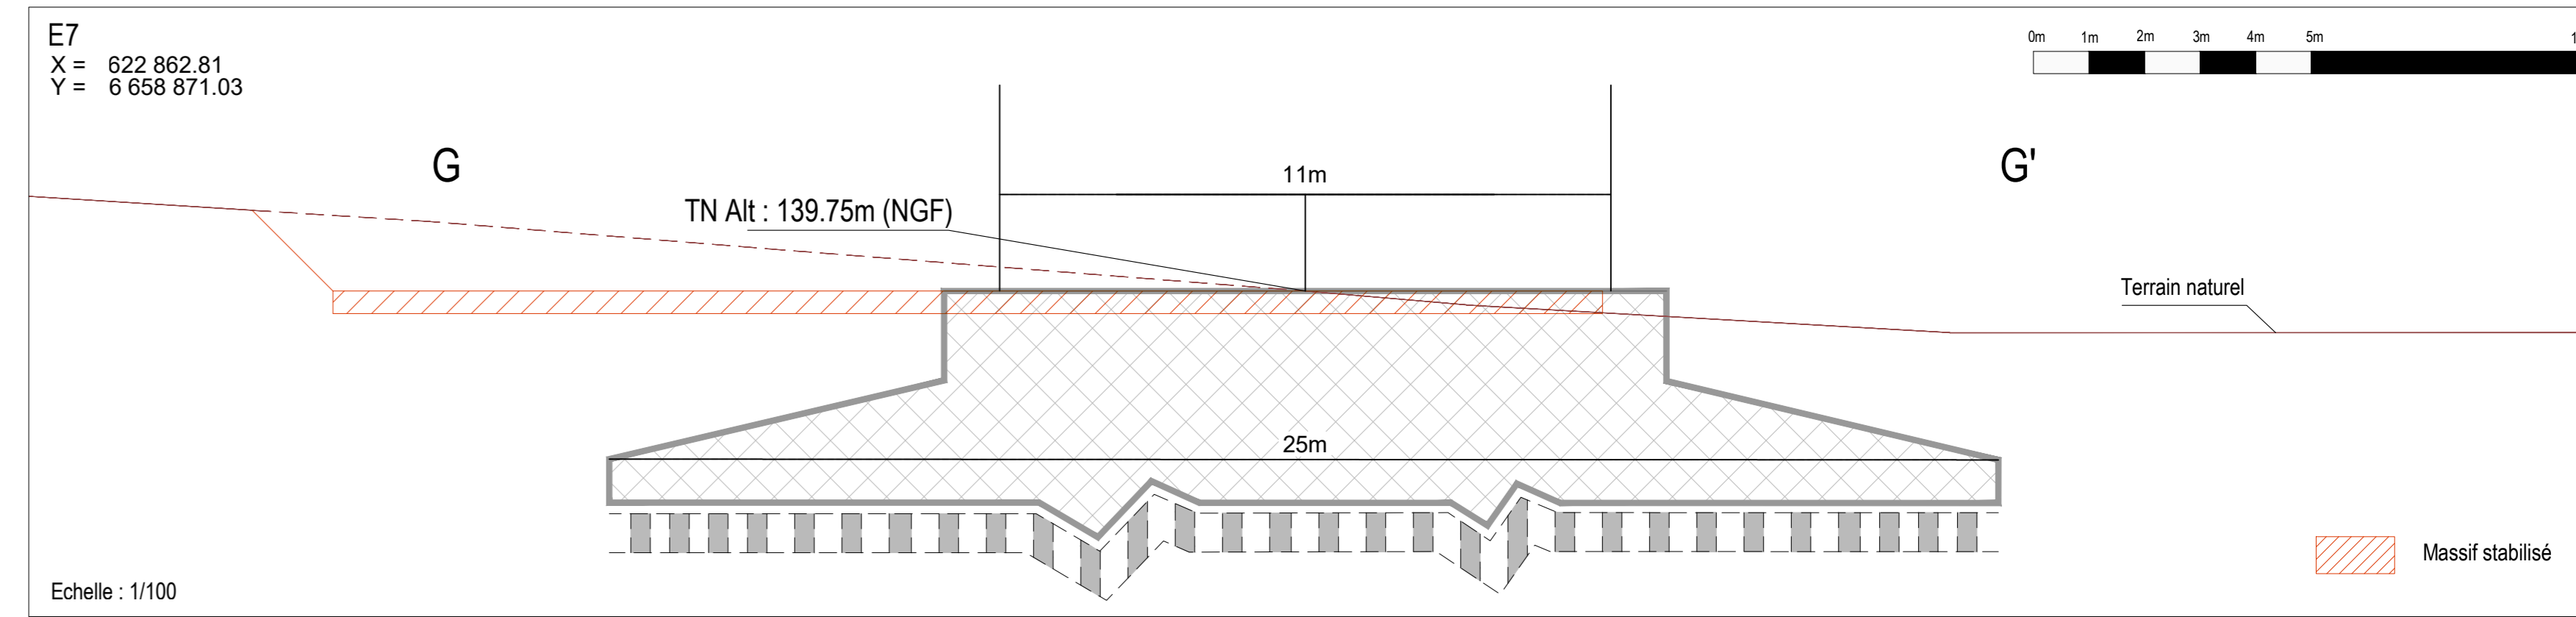 E7
X = 622 862.81
Y = 6 658 871.03
0m 1m 2m 3m 4m 5m 1
G
G'
11m
TN Alt : 139.75m (NGF)
Terrain naturel
25m
Massif stabilisé
Echelle : 1/100